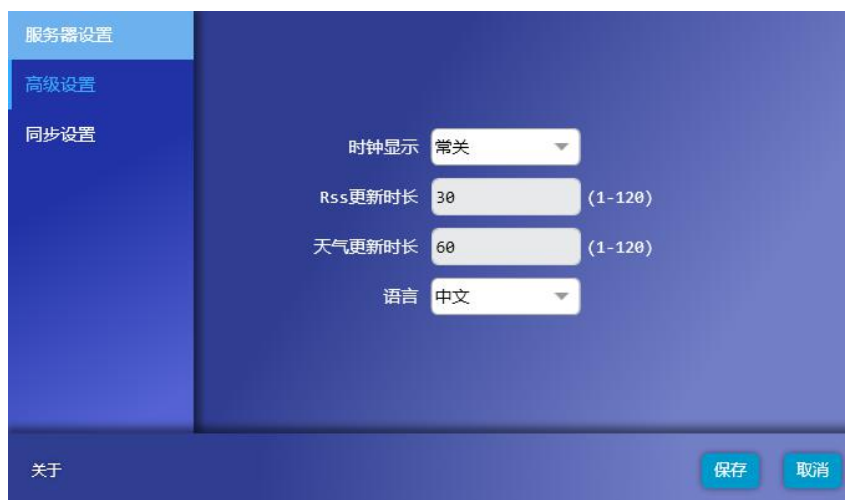 服务器设置
高级设置
同步设置
时钟显示 常关
Rss更新时长 30 (1-120)
天气更新时长 60 (1-120)
语言 中文
关于 保存 取消